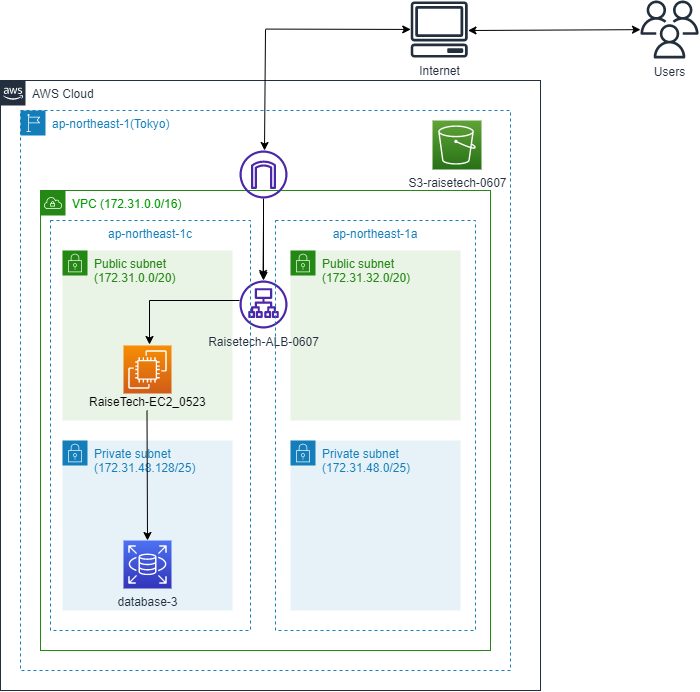 Internet
Users
aws
AWS Cloud
ap-northeast-1(Tokyo)
S3-raisetech-0607
VPC (172.31.0.0/16)
ap-northeast-1c
ap-northeast-1a
Public subnet
(172.31.0.0/20)
Public subnet
(172.31.32.0/20)
Raisetech-ALB-0607
RaiseTech-EC2_0523
Private subnet
(172.31.48.128/25)
Private subnet
(172.31.48.0/25)
database-3